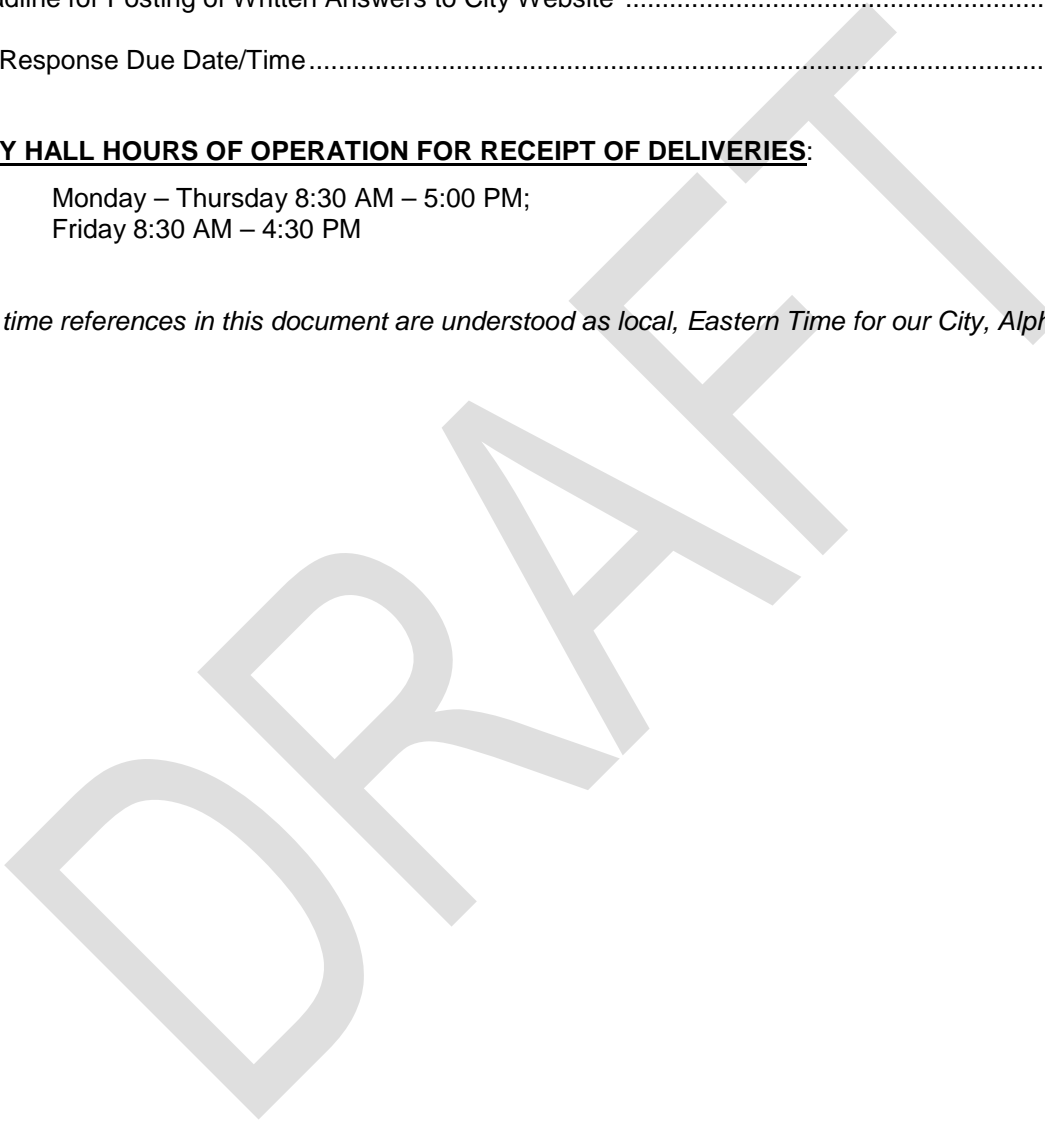 for Posting of Written Answers to City Website ........................................................
Response Due Date/Time....................................................................................................
Y HALL HOURS OF OPERATION FOR RECEIPT OF DELIVERIES:
Monday – Thursday 8:30 AM – 5:00 PM;
Friday 8:30 AM – 4:30 PM
time references in this document are understood as local, Eastern Time for our City,
DRAFT